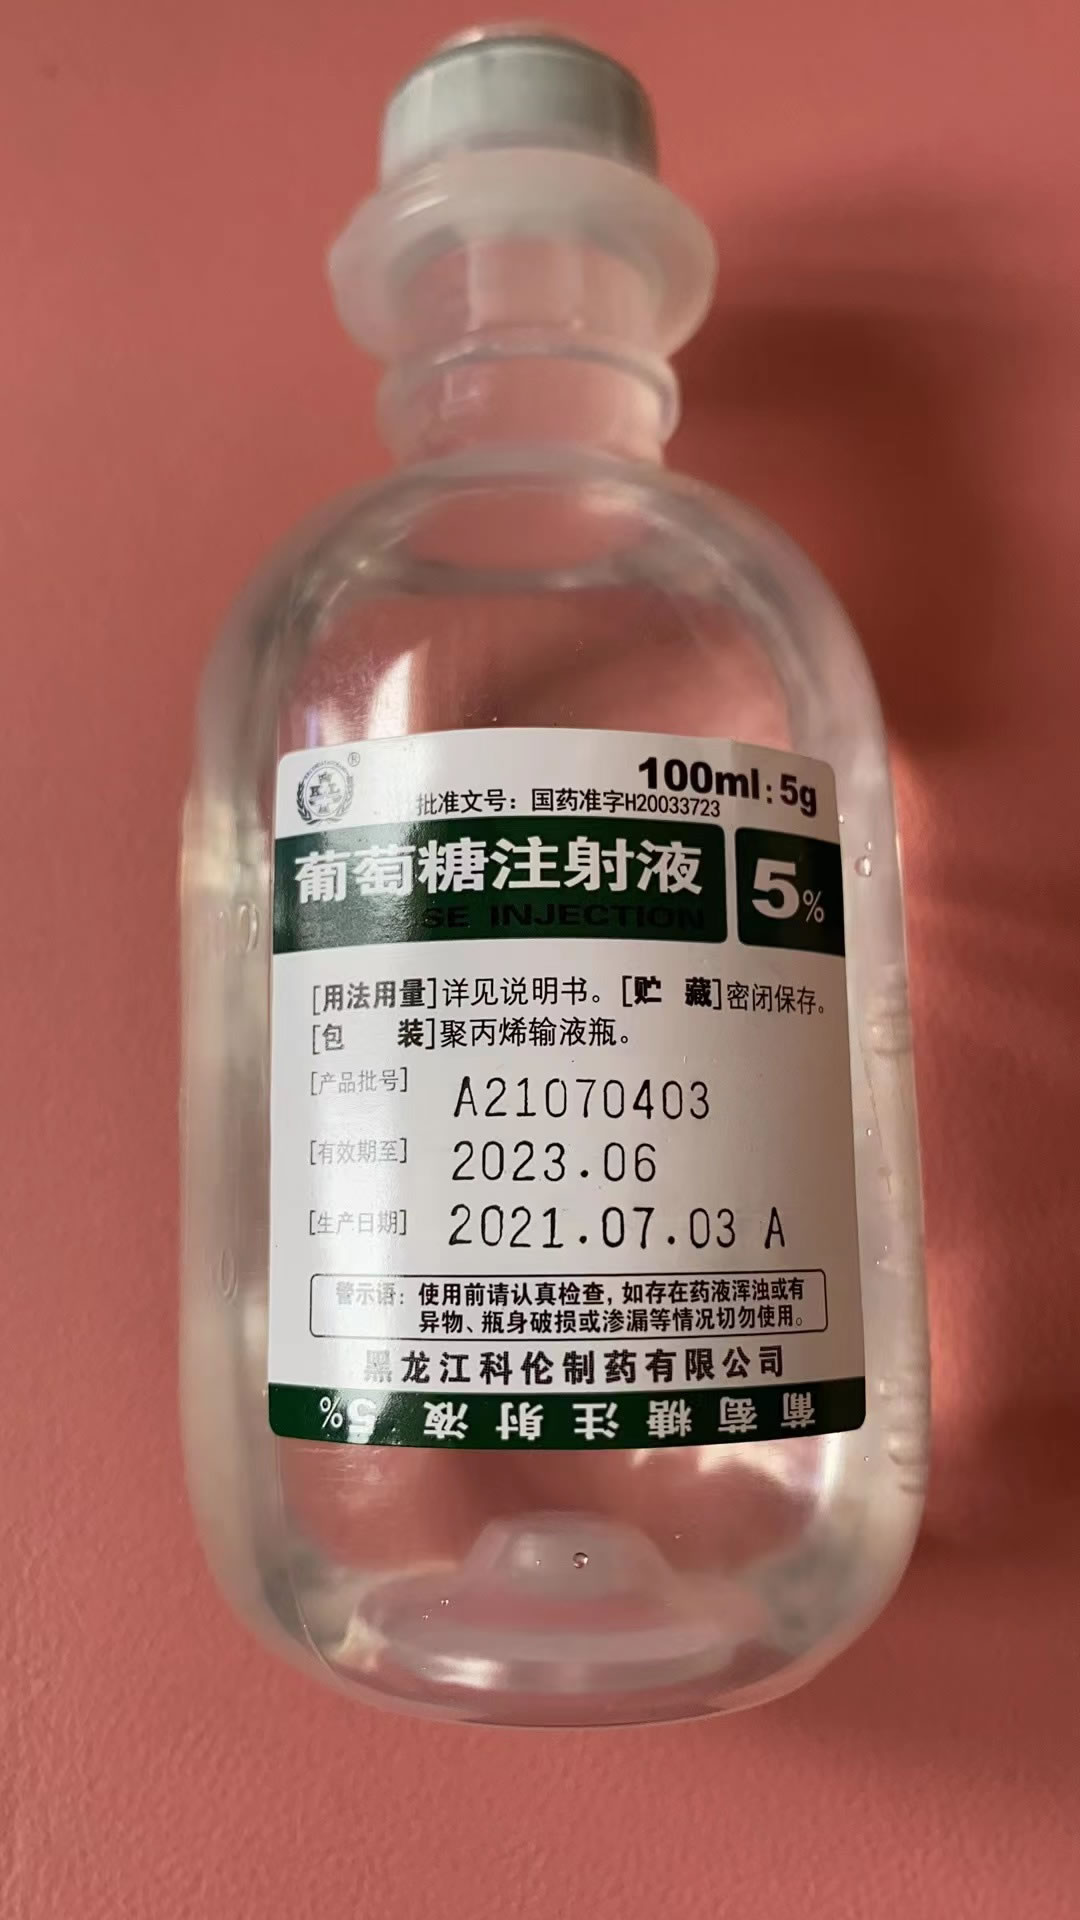 100ml:5g
批准文号：国药准字H20033723
葡萄糖注射液 5%
SE INJECTION
[用法用量]详见说明书。[贮 藏]密闭保存。
[包 装]聚丙烯输液瓶。
[产品批号] A21070403
[有效期至] 2023.06
[生产日期] 2021.07.03 A
警示语：使用前请认真检查，如存在药液浑浊或有
异物、瓶身破损或渗漏等情况切勿使用。
黑龙江科伦制药有限公司
葡萄糖注射液 5%